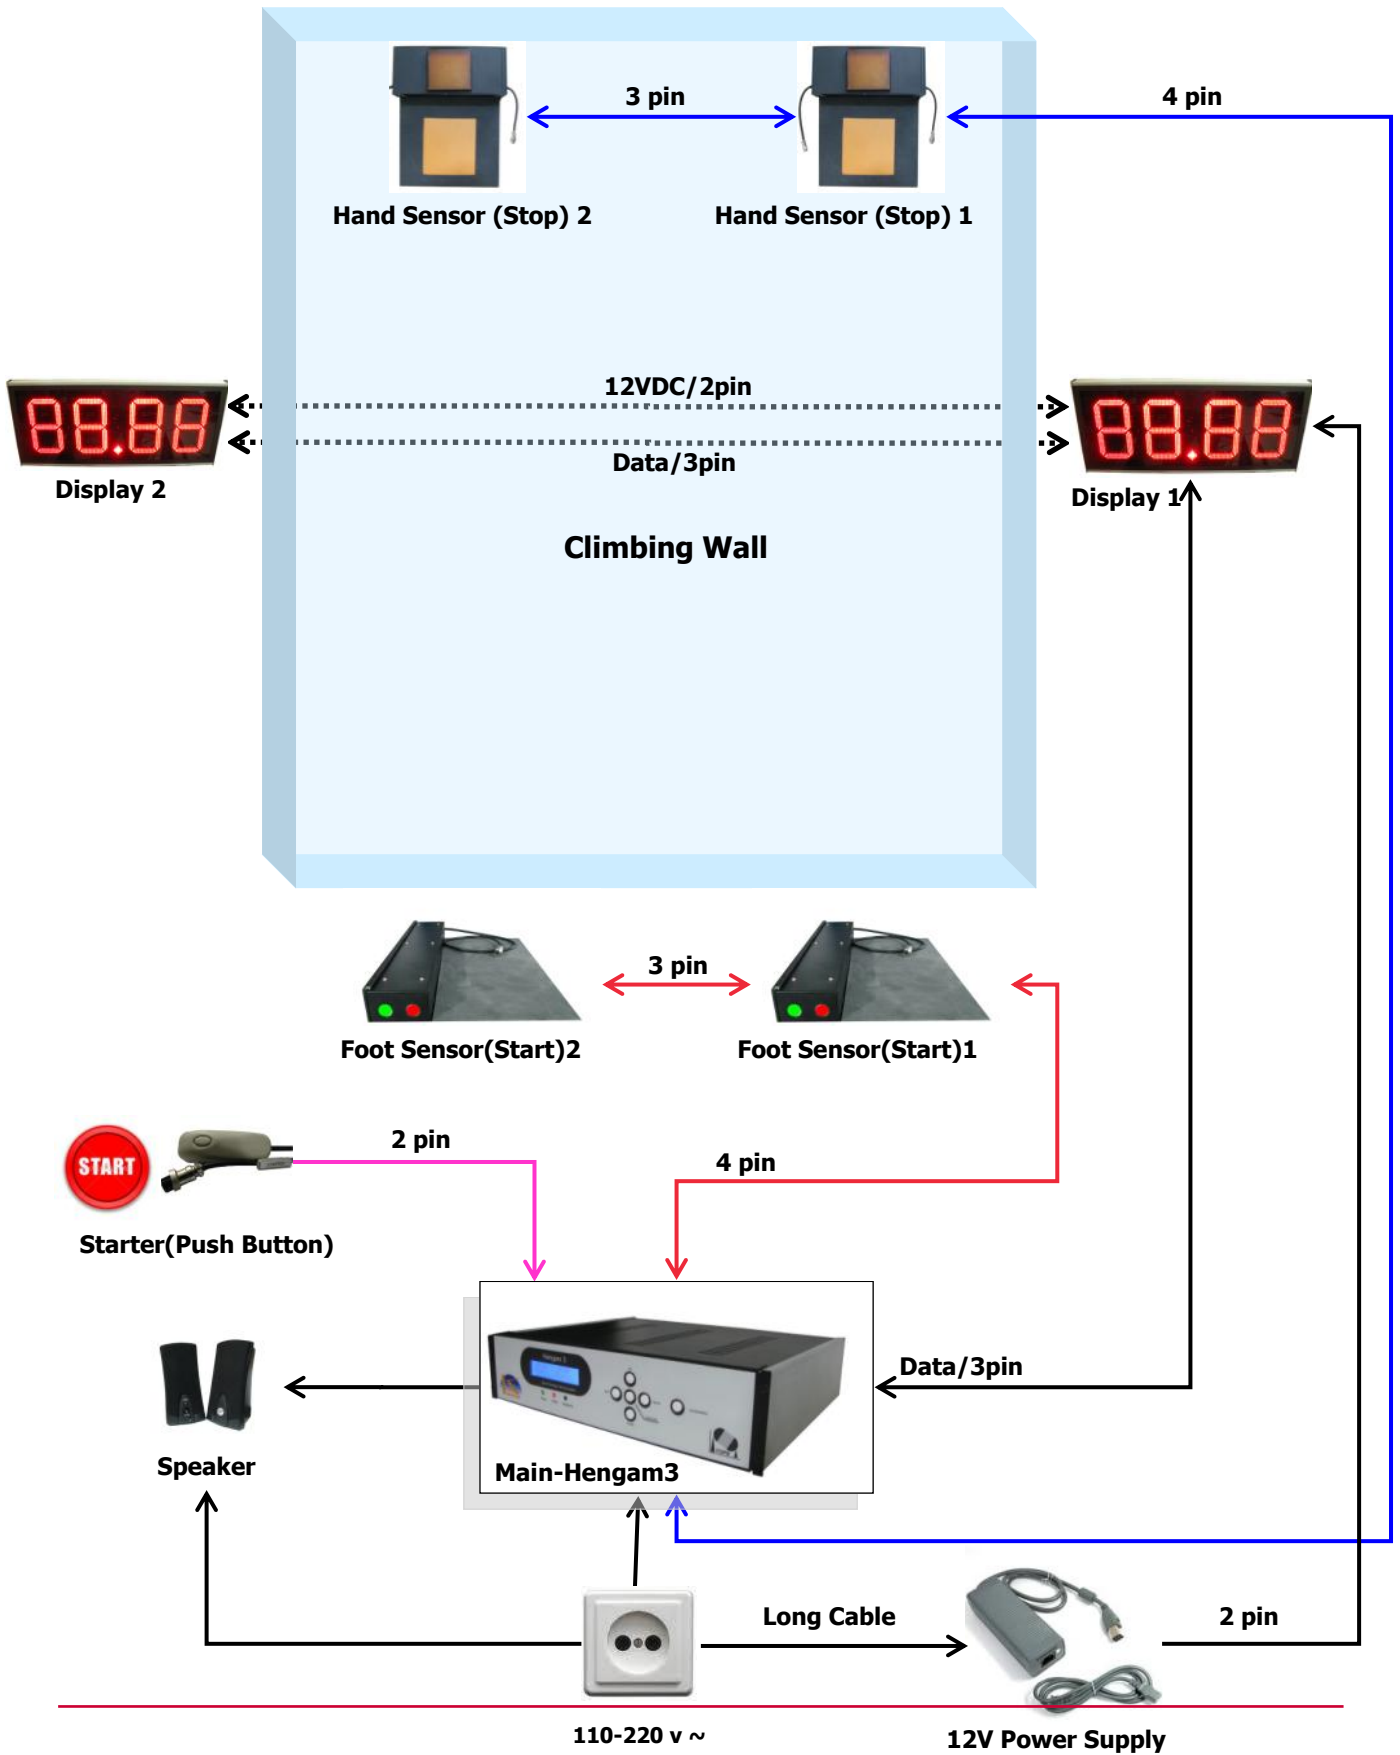 3 pin
4 pin
Hand Sensor (Stop) 2
Hand Sensor (Stop) 1
12VDC/2pin
88.88
88.88
Data/3pin
Display 2
Display 1
Climbing Wall
3 pin
Foot Sensor(Start)2
Foot Sensor(Start)1
2 pin
START
4 pin
Starter(Push Button)
Hengam 3
Data/3pin
Speaker
Main-Hengam3
Long Cable
2 pin
110-220 v ~
12V Power Supply